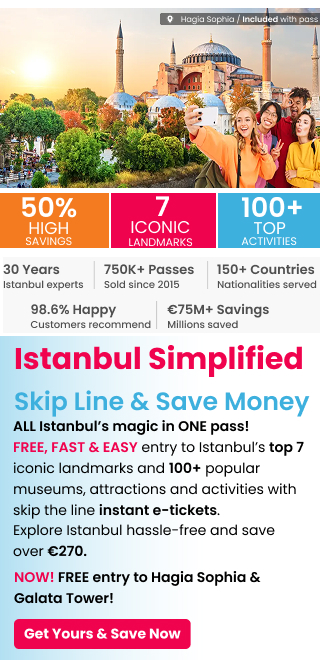 Hagia Sophia / Included with pass
50%
HIGH
SAVINGS
7
ICONIC
LANDMARKS
100+
TOP
ACTIVITIES
30 Years
Istanbul experts
750K+ Passes
Sold since 2015
150+ Countries
Nationalities served
98.6% Happy
Customers recommend
€75M+ Savings
Millions saved
Istanbul Simplified
Skip Line & Save Money
ALL Istanbul’s magic in ONE pass!
FREE, FAST & EASY entry to Istanbul’s top 7
iconic landmarks and 100+ popular
museums, attractions and activities with
skip the line instant e-tickets.
Explore Istanbul hassle-free and save
over €270.
NOW! FREE entry to Hagia Sophia &
Galata Tower!
Get Yours & Save Now